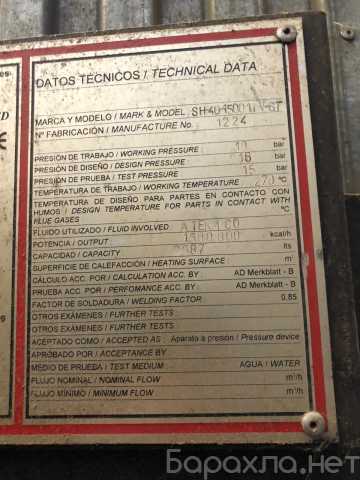 DATOS TÉCNICOS / TECHNICAL DATA
MARCA Y MODELO / MARK & MODEL
Nº FABRICACIÓN / MANUFACTURE No. 1224
PRESIÓN DE TRABAJO / WORKING PRESSURE bar
PRESIÓN DE DISEÑO / DESIGN PRESSURE bar
PRESIÓN DE PRUEBA / TEST PRESSURE 15 bar
TEMPERATURA DE TRABAJO / WORKING TEMPERATURE 270 ºC
TEMPERATURA DE DISEÑO PARA PARTES EN CONTACTO CON
HUMOS / DESIGN TEMPERATURE FOR PARTS IN CONTACT WITH
FLUE GASES ºC
FLUIDO UTILIZADO / FLUID INVOLVED
POTENCIA / OUTPUT kcal/h
CAPACIDAD / CAPACITY lts
SUPERFICIE DE CALEFACCIÓN / HEATING SURFACE: m²
CÁLCULO ACC. POR / CALCULATION ACC. BY : AD Merkblatt - B
PRUEBA ACC. POR / PERFOMANCE ACC. BY : AD Merkblatt - B
FACTOR DE SOLDADURA / WELDING FACTOR 0.85
OTROS EXÁMENES / FURTHER TESTS :
OTROS EXÁMENES / FURTHER TESTS :
ACEPTADO COMO / ACCEPTED AS: Aparato a presión / Pressure device
APROBADO POR / ACCEPTANCE BY
MEDIO DE PRUEBA / TEST MEDIUM AGUA / WATER
FLUJO NOMINAL / NOMINAL FLOW m³/h
FLUJO MÍNIMO / MINIMUM FLOW m³/h
Барахла.нет